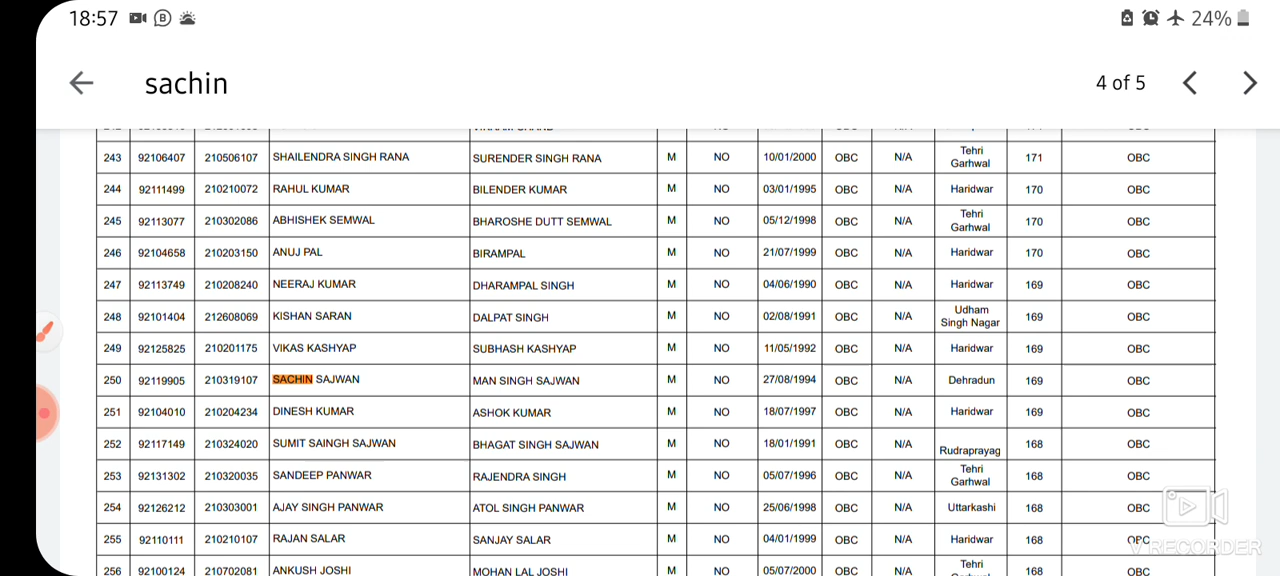 18:57 24%
sachin 4 of 5
243 92106407 210506107 SHAILENDRA SINGH RANA SURENDER SINGH RANA M NO 10/01/2000 OBC N/A Tehri Garhwal 171 OBC
244 92111499 210210072 RAHUL KUMAR BILENDER KUMAR M NO 03/01/1995 OBC N/A Haridwar 170 OBC
245 92113077 210302086 ABHISHEK SEMWAL BHAROSHE DUTT SEMWAL M NO 05/12/1998 OBC N/A Tehri Garhwal 170 OBC
246 92104658 210203150 ANUJ PAL BIRAMPAL M NO 21/07/1999 OBC N/A Haridwar 170 OBC
247 92113749 210208240 NEERAJ KUMAR DHARAMPAL SINGH M NO 04/06/1990 OBC N/A Haridwar 169 OBC
248 92101404 212608069 KISHAN SARAN DALPAT SINGH M NO 02/08/1991 OBC N/A Udham Singh Nagar 169 OBC
249 92125825 210201175 VIKAS KASHYAP SUBHASH KASHYAP M NO 11/05/1992 OBC N/A Haridwar 169 OBC
250 92119905 210319107 SACHIN SAJWAN MAN SINGH SAJWAN M NO 27/08/1994 OBC N/A Dehradun 169 OBC
251 92104010 210204234 DINESH KUMAR ASHOK KUMAR M NO 18/07/1997 OBC N/A Haridwar 169 OBC
252 92117149 210324020 SUMIT SAINGH SAJWAN BHAGAT SINGH SAJWAN M NO 18/01/1991 OBC N/A Rudraprayag 168 OBC
253 92131302 210320035 SANDEEP PANWAR RAJENDRA SINGH M NO 05/07/1996 OBC N/A Tehri Garhwal 168 OBC
254 92126212 210303001 AJAY SINGH PANWAR ATOL SINGH PANWAR M NO 25/06/1998 OBC N/A Uttarkashi 168 OBC
255 92110111 210210107 RAJAN SALAR SANJAY SALAR M NO 04/01/1999 OBC N/A Haridwar 168 OBC
V RECORDER
256 92100124 210702081 ANKUSH JOSHI MOHAN LAL JOSHI M NO 05/07/2000 OBC N/A Tehri 168 OBC